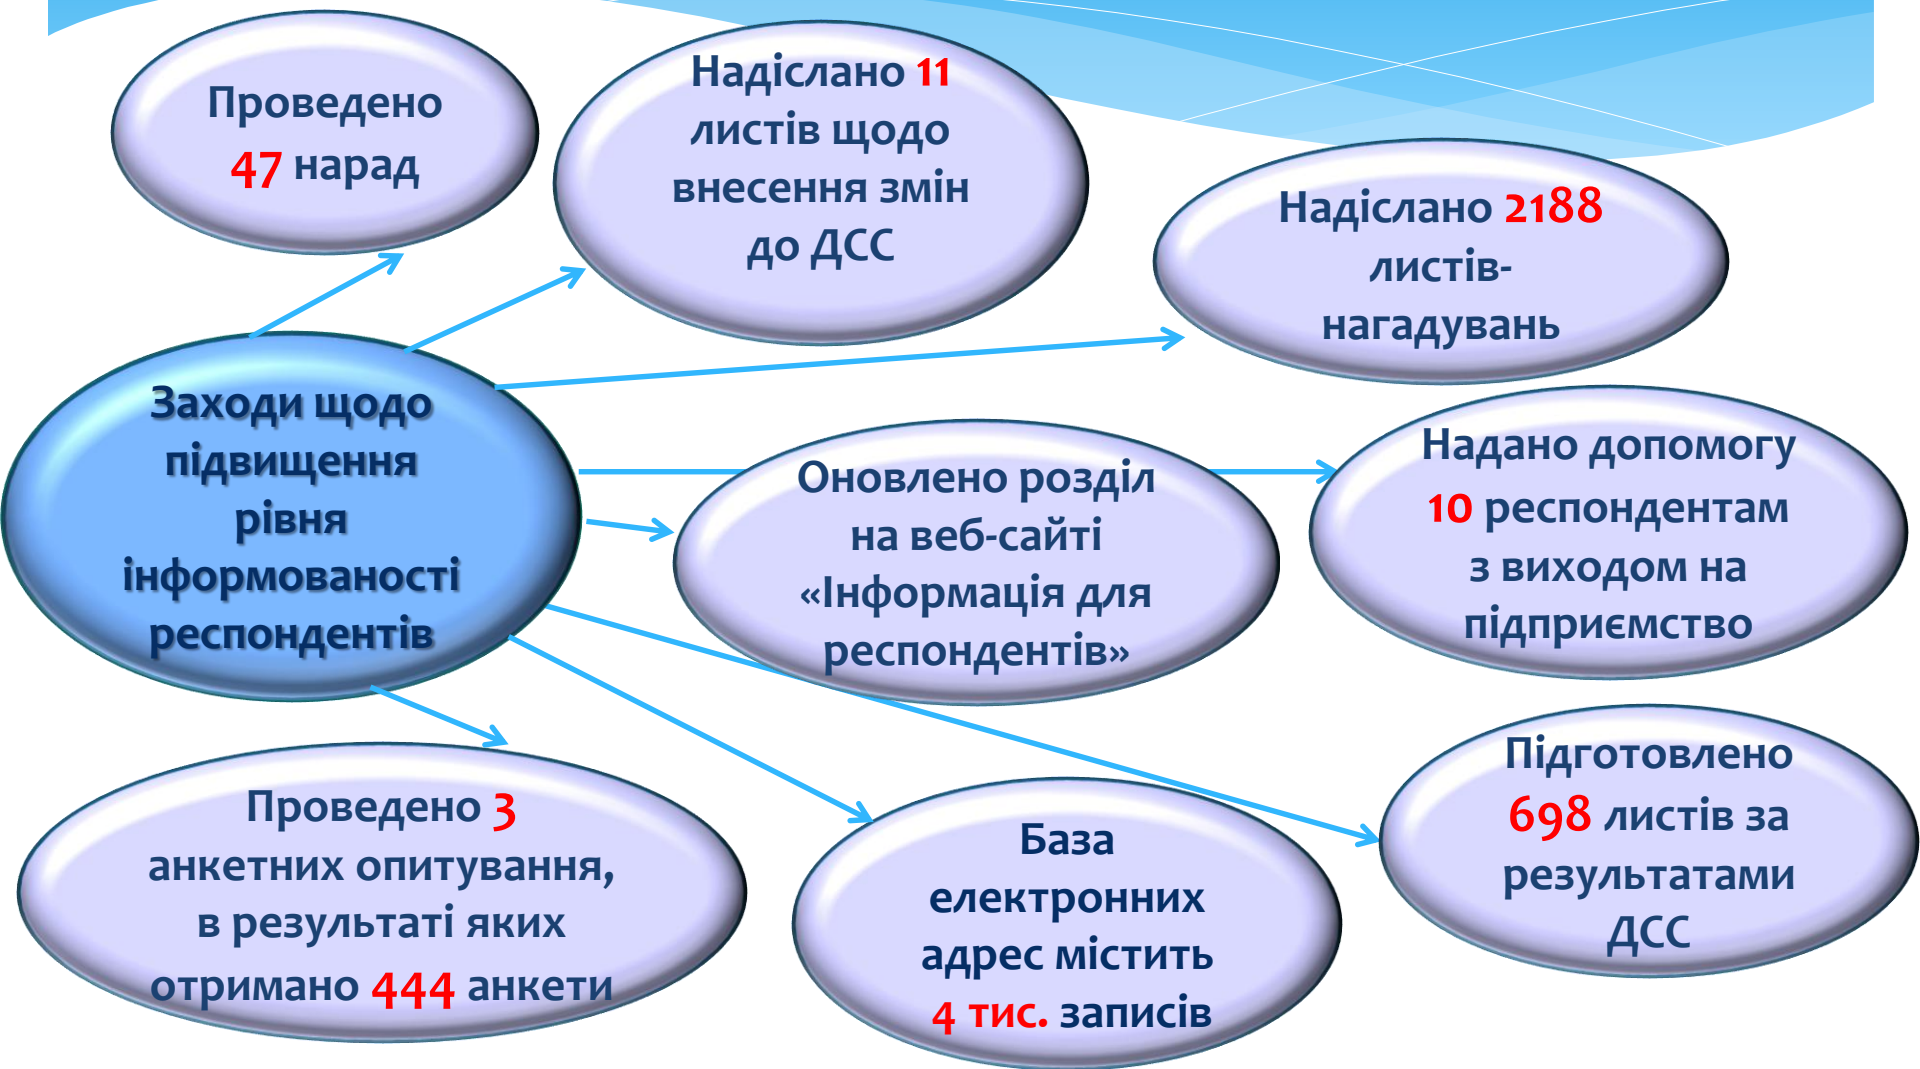 Проведено
47 нарад
Надіслано 11
листів щодо
внесення змін
до ДСС
Надіслано 2188
листів-
нагадувань
Заходи щодо
підвищення
рівня
інформованості
респондентів
Оновлено розділ
на веб-сайті
«Інформація для
респондентів»
Надано допомогу
10 респондентам
з виходом на
підприємство
Проведено 3
анкетних опитування,
в результаті яких
отримано 444 анкети
База
електронних
адрес містить
4 тис. записів
Підготовлено
698 листів за
результатами
ДСС